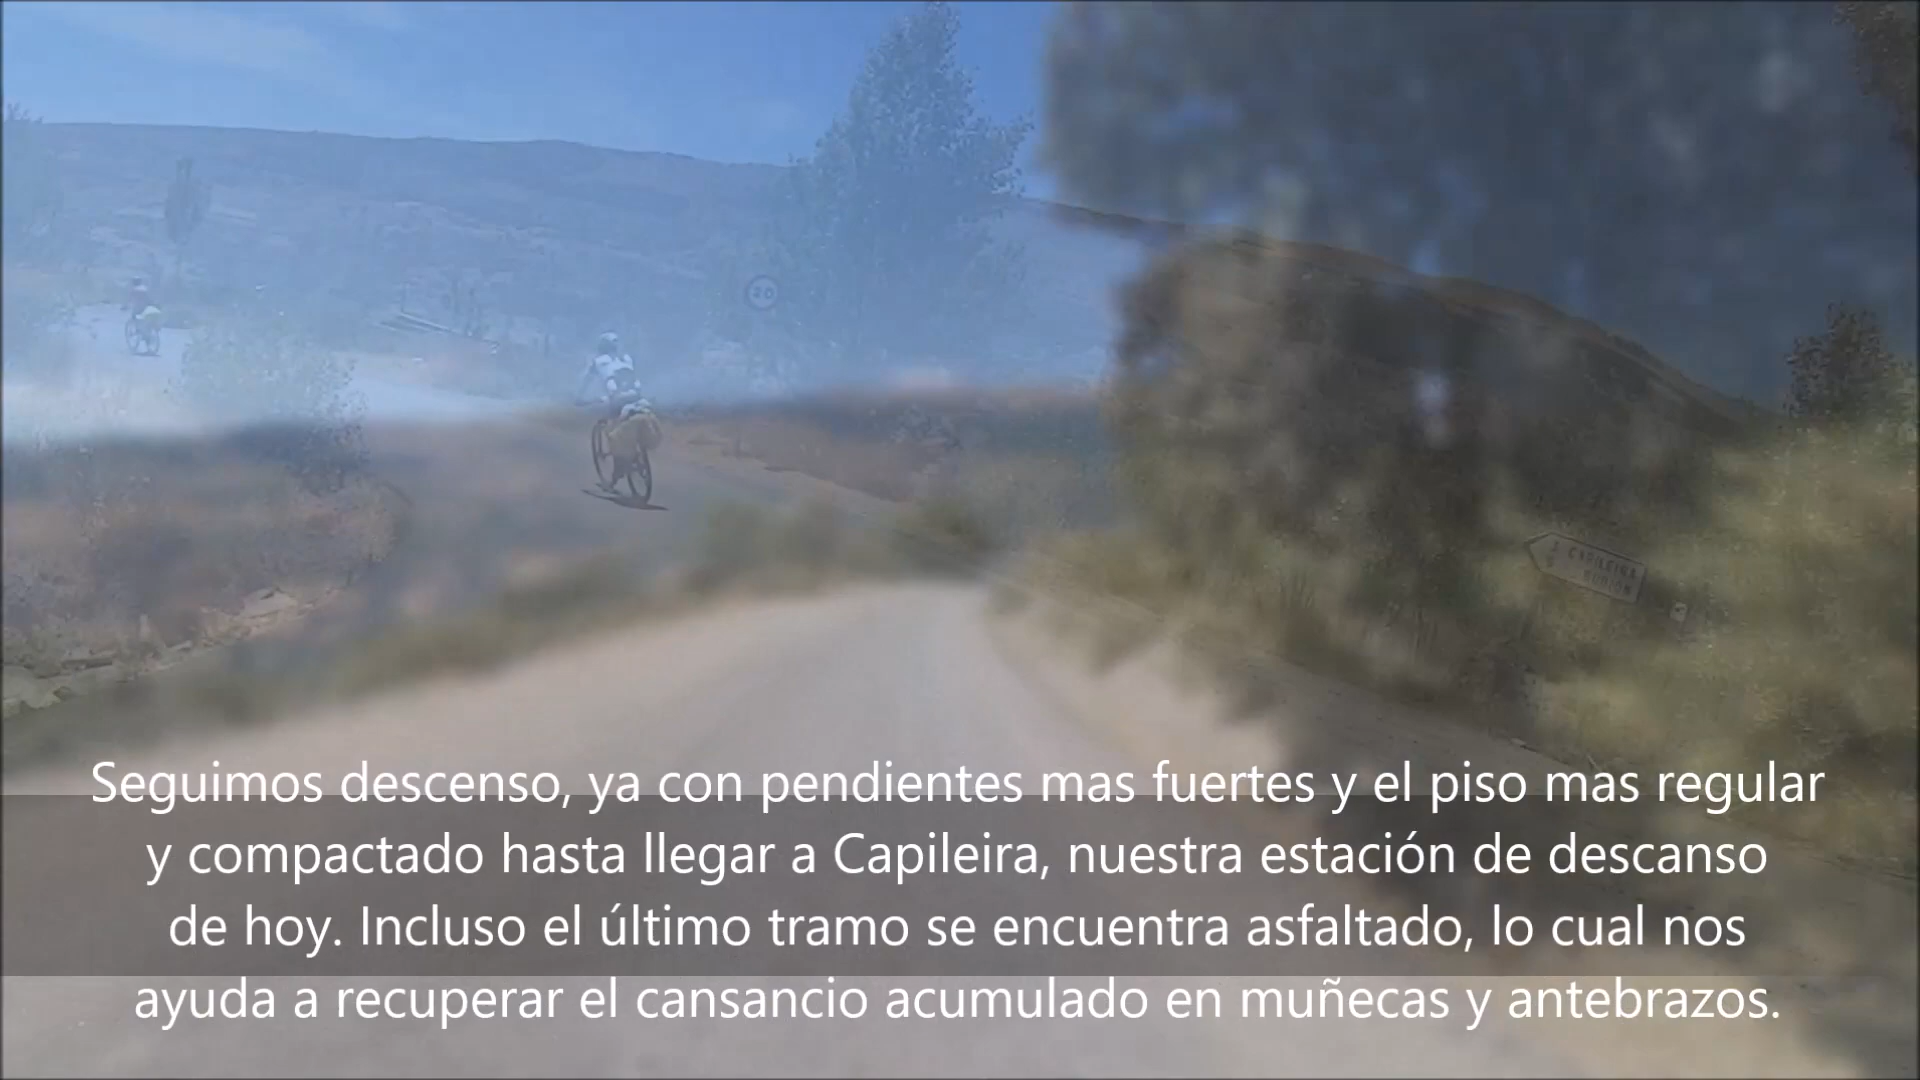 20
CAPILEIRA
Seguimos descenso, ya con pendientes mas fuertes y el piso mas regular
y compactado hasta llegar a Capileira, nuestra estación de descanso
de hoy. Incluso el último tramo se encuentra asfaltado, lo cual nos
ayuda a recuperar el cansancio acumulado en muñecas y antebrazos.